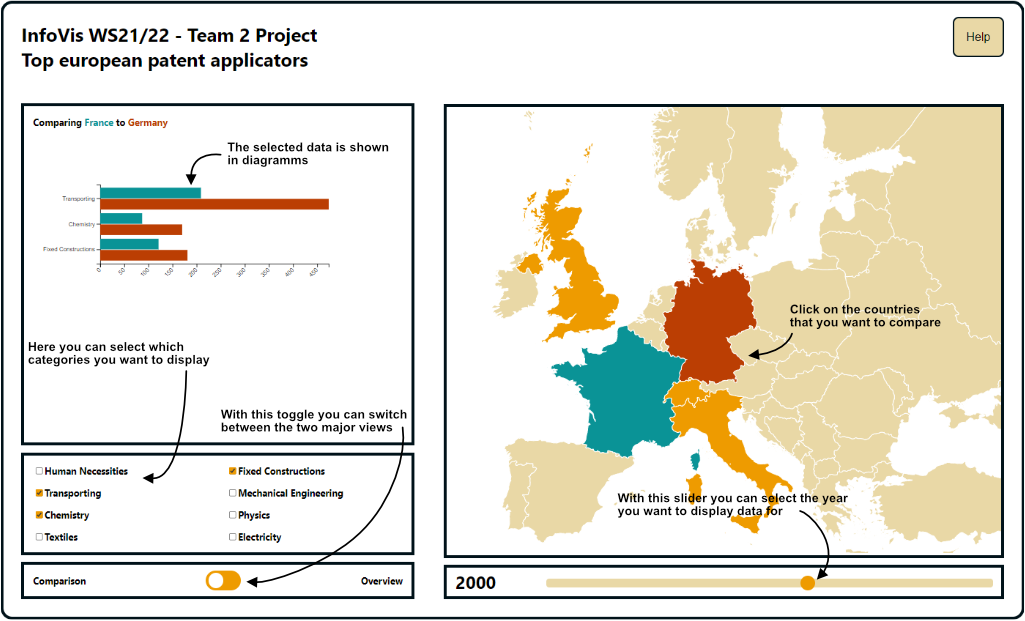 InfoVis WS21/22 - Team 2 Project
Top european patent applicators
Help
Comparing France to Germany
The selected data is shown
in diagramms
Transporting
Chemistry
Fixed Constructions
0 50 100 150 200 250 300 350 400 450
Here you can select which
categories you want to display
With this toggle you can switch
between the two major views
Human Necessities
Fixed Constructions
Transporting
Mechanical Engineering
Chemistry
Physics
Textiles
Electricity
Comparison
Overview
Click on the countries
that you want to compare
With this slider you can select the year
you want to display data for
2000